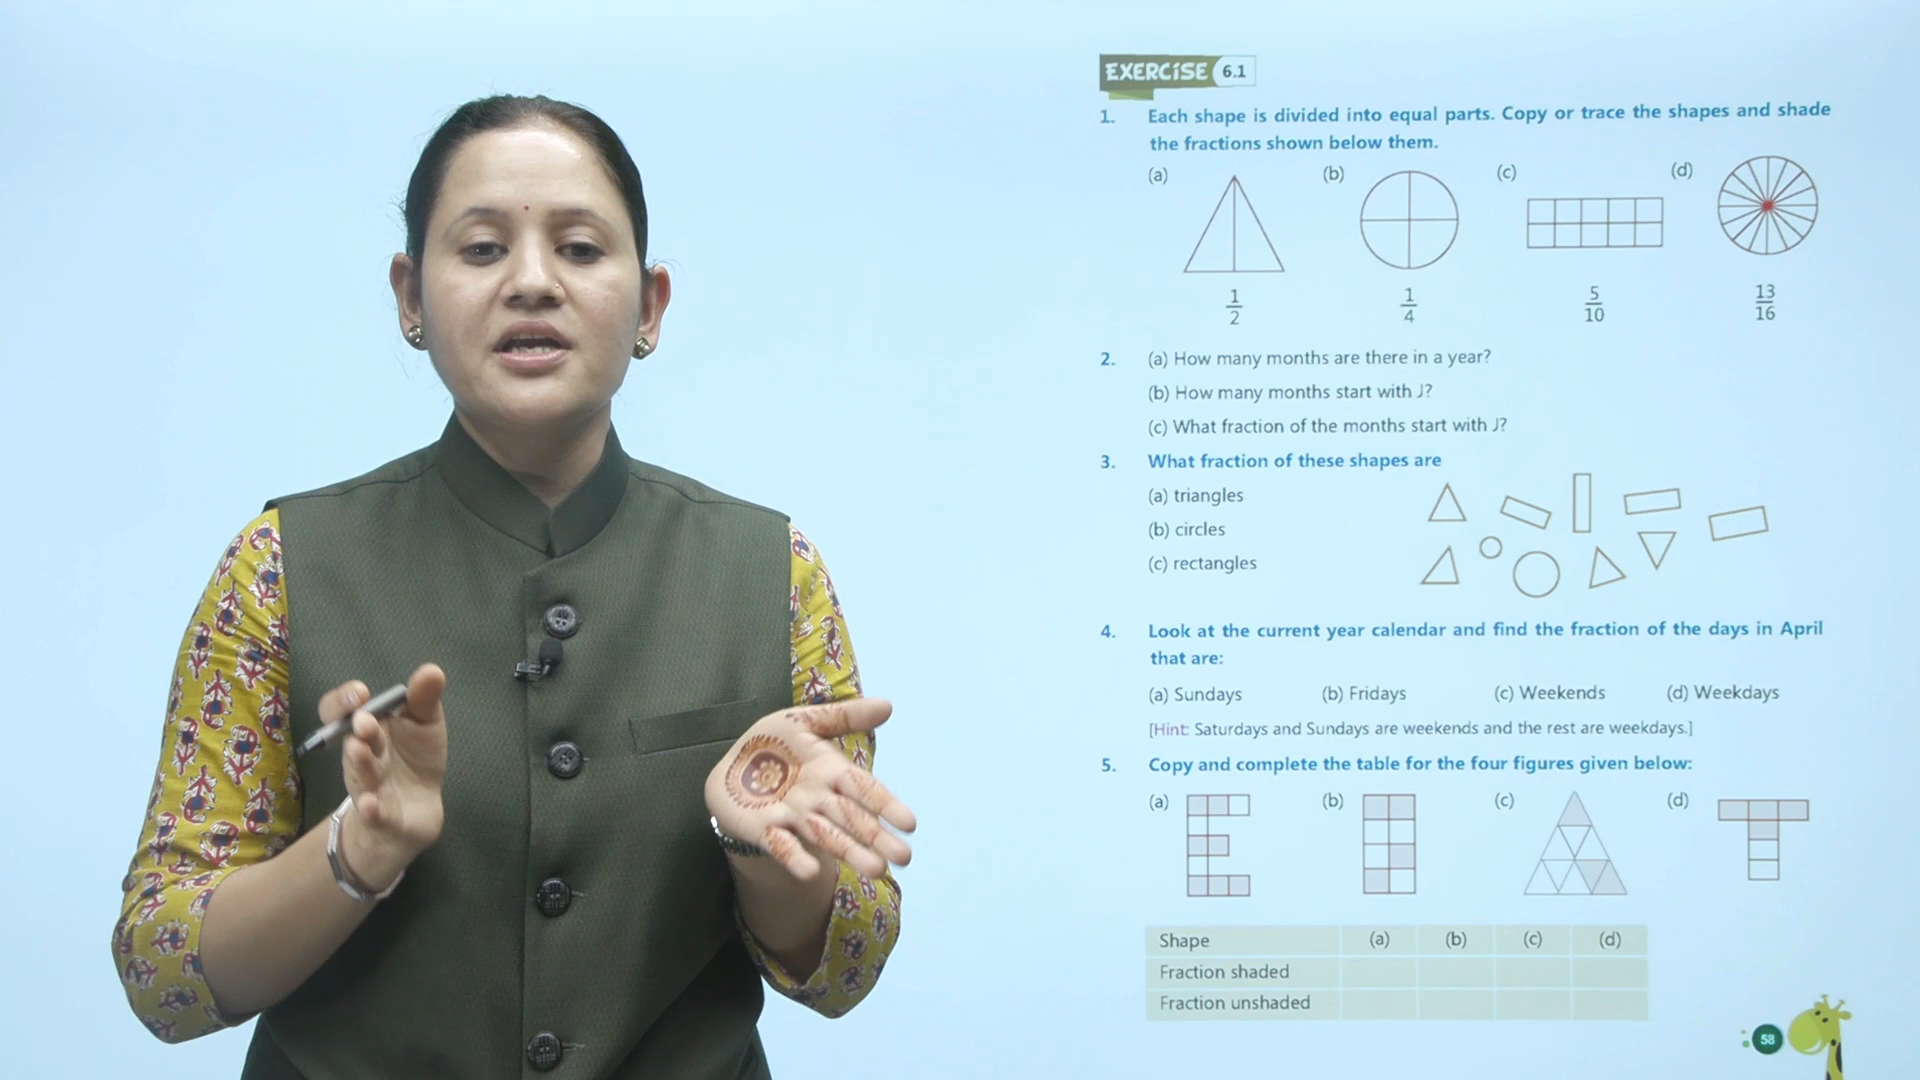 EXERCISE 6.1
1. Each shape is divided into equal parts. Copy or trace the shapes and shade
the fractions shown below them.
(a) (b) (c) (d)
1/2 1/4 5/10 13/16
2. (a) How many months are there in a year?
(b) How many months start with J?
(c) What fraction of the months start with J?
3. What fraction of these shapes are
(a) triangles
(b) circles
(c) rectangles
4. Look at the current year calendar and find the fraction of the days in April
that are:
(a) Sundays (b) Fridays (c) Weekends (d) Weekdays
[Hint: Saturdays and Sundays are weekends and the rest are weekdays.]
5. Copy and complete the table for the four figures given below:
(a) (b) (c) (d)
Shape (a) (b) (c) (d)
Fraction shaded
Fraction unshaded
58